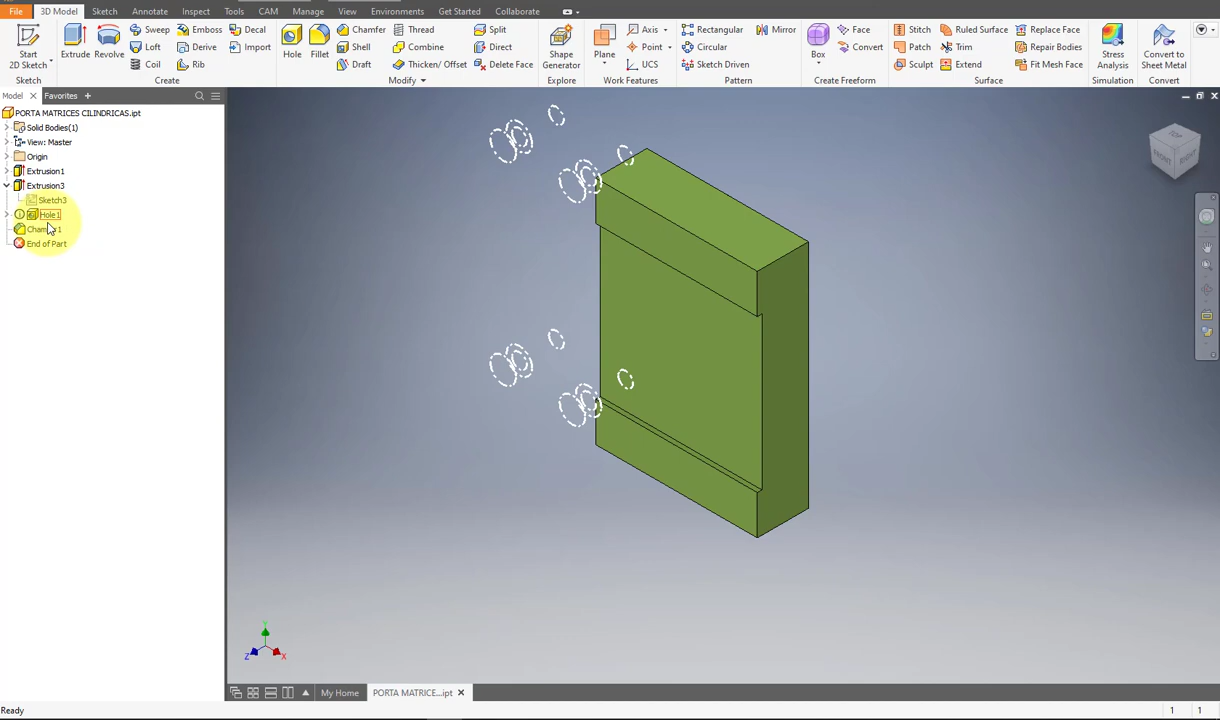 File 3D Model Sketch Annotate Inspect Tools CAM Manage View Environments Get Started Collaborate
Start 2D Sketch
Sketch
Extrude Revolve
Sweep Emboss Decal
Loft Derive Import
Coil Rib
Create
Hole Fillet
Chamfer Thread Split
Shell Combine Direct
Draft Thicken/ Offset Delete Face
Modify
Shape Generator
Explore
Plane
Axis
Point
UCS
Work Features
Rectangular Mirror
Circular
Sketch Driven
Pattern
Box
Face
Convert
Create Freeform
Stitch Ruled Surface Replace Face
Patch Trim Repair Bodies
Sculpt Extend Fit Mesh Face
Surface
Stress Analysis
Simulation
Convert to Sheet Metal
Convert
Model Favorites
PORTA MATRICES CILINDRICAS.ipt
Solid Bodies(1)
View: Master
Origin
Extrusion1
Extrusion3
Sketch3
Hole1
End of Part
TOP
FRONT RIGHT
Y
Z X
My Home PORTA MATRICE...ipt
Ready 1 1